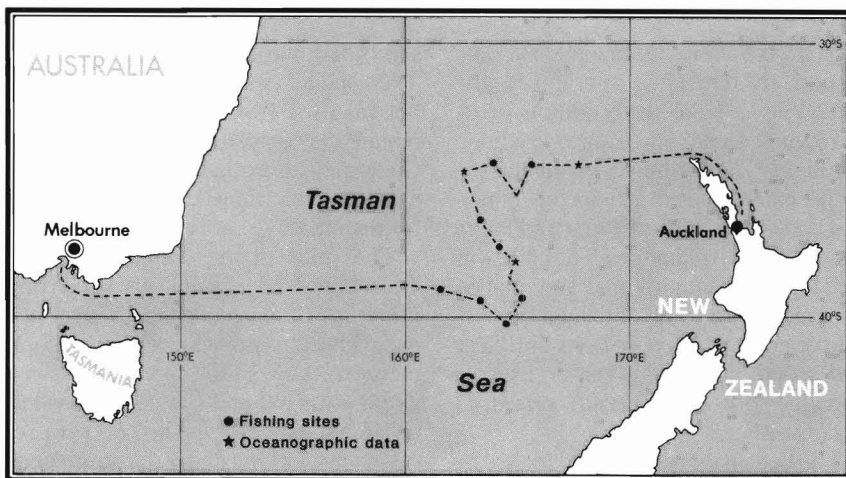 30°S
AUSTRALIA
Tasman
Melbourne
Auckland
NEW
40°S
150°E
160°E
170°E
TASMANIA
Sea
ZEALAND
Fishing sites
Oceanographic data